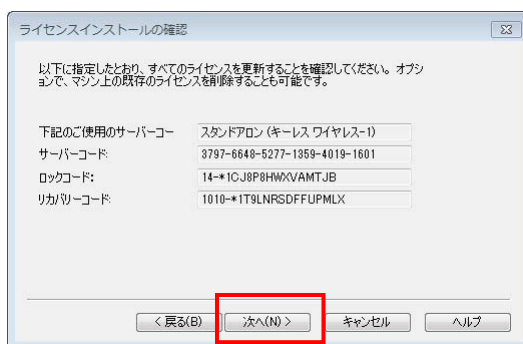 ライセンスインストールの確認
以下に指定したとおり、すべてのライセンスを更新することを確認してください。オプシ
ョンで、マシン上の既存のライセンスを削除することも可能です。
下記のご使用のサーバーコー スタンドアロン (キーレス ワイヤレス-1)
サーバーコード: 3797-6648-5277-1359-4019-1601
ロックコード: 14-*1CJ8P8HWXVAMTJB
リカバリーコード: 1010-*1T9LNRSDFFUPMLX
< 戻る(B) 次へ(N) > キャンセル ヘルプ